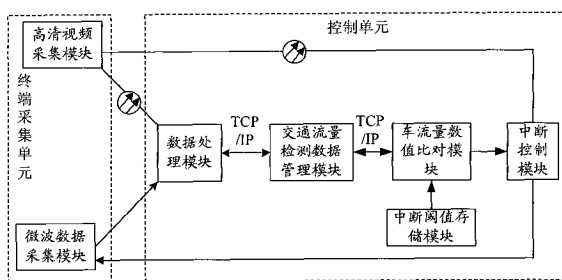 高清视频
采集模块
控制单元
终端采集单元
数据处
理模块
TCP
/IP
交通流量
检测数据
管理模块
TCP
/IP
车流量数
值比对模
块
中断
控制
模块
中断阈值存
储模块
微波数据
采集模块